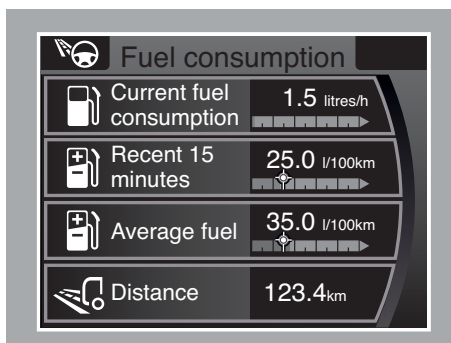 Fuel consumption
Current fuel
consumption
1.5 litres/h
Recent 15
minutes
25.0 l/100km
Average fuel
35.0 l/100km
Distance
123.4km